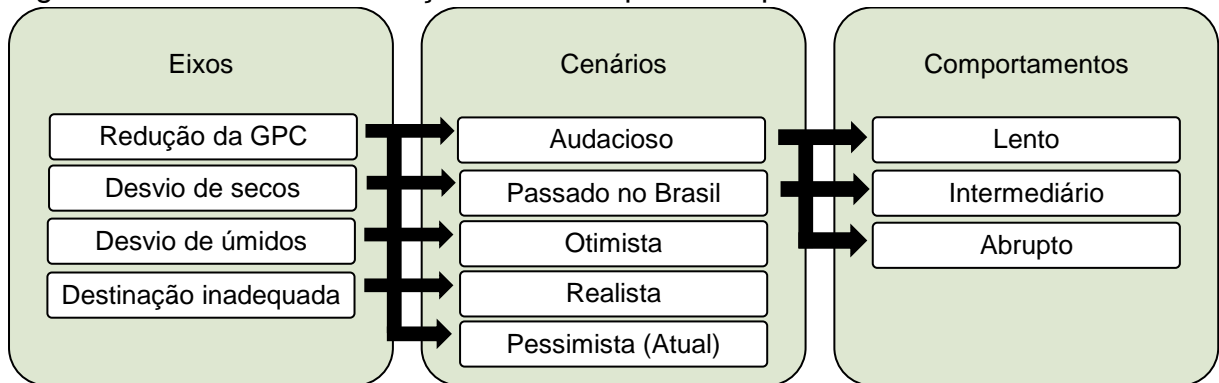 Eixos
Redução da GPC
Desvio de secos
Desvio de úmidos
Destinação inadequada
Cenários
Audacioso
Passado no Brasil
Otimista
Realista
Pessimista (Atual)
Comportamentos
Lento
Intermediário
Abrupto